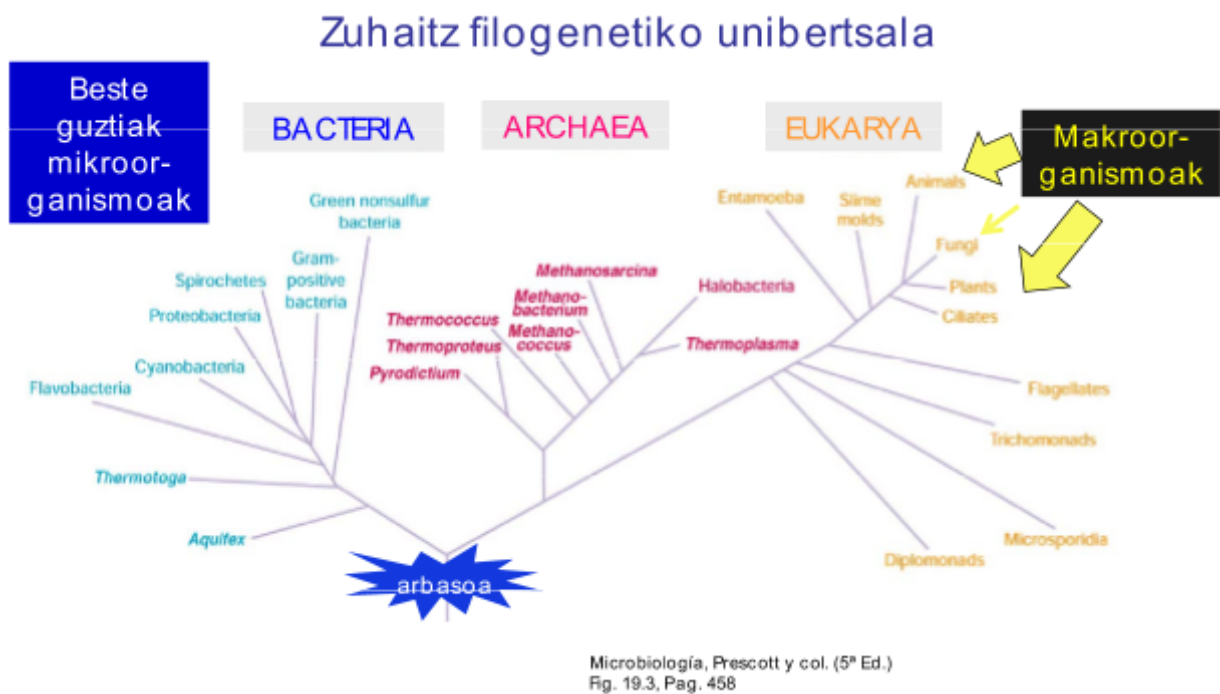 Zuhaitz filogenetiko unibertsala
Beste
guztiak
mikroor-
ganismoak
BACTERIA
ARCHAEA
EUKARYA
Makroor-
ganismoak
Green nonsulfur
bacteria
Gram-
positive
bacteria
Spirochetes
Proteobacteria
Cyanobacteria
Flavobacteria
Thermotoga
Aquifex
Methanosarcina
Methano-
bacterium
Methano-
coccus
Thermococcus
Thermoproteus
Pyrodictium
Halobacteria
Thermoplasma
Entamoeba
Slime
molds
Animals
Fungi
Plants
Ciliates
Flagellates
Trichomonads
Microsporidia
Diplomonads
arbasoa
Microbiología, Prescott y col. (5ª Ed.)
Fig. 19.3, Pag. 458